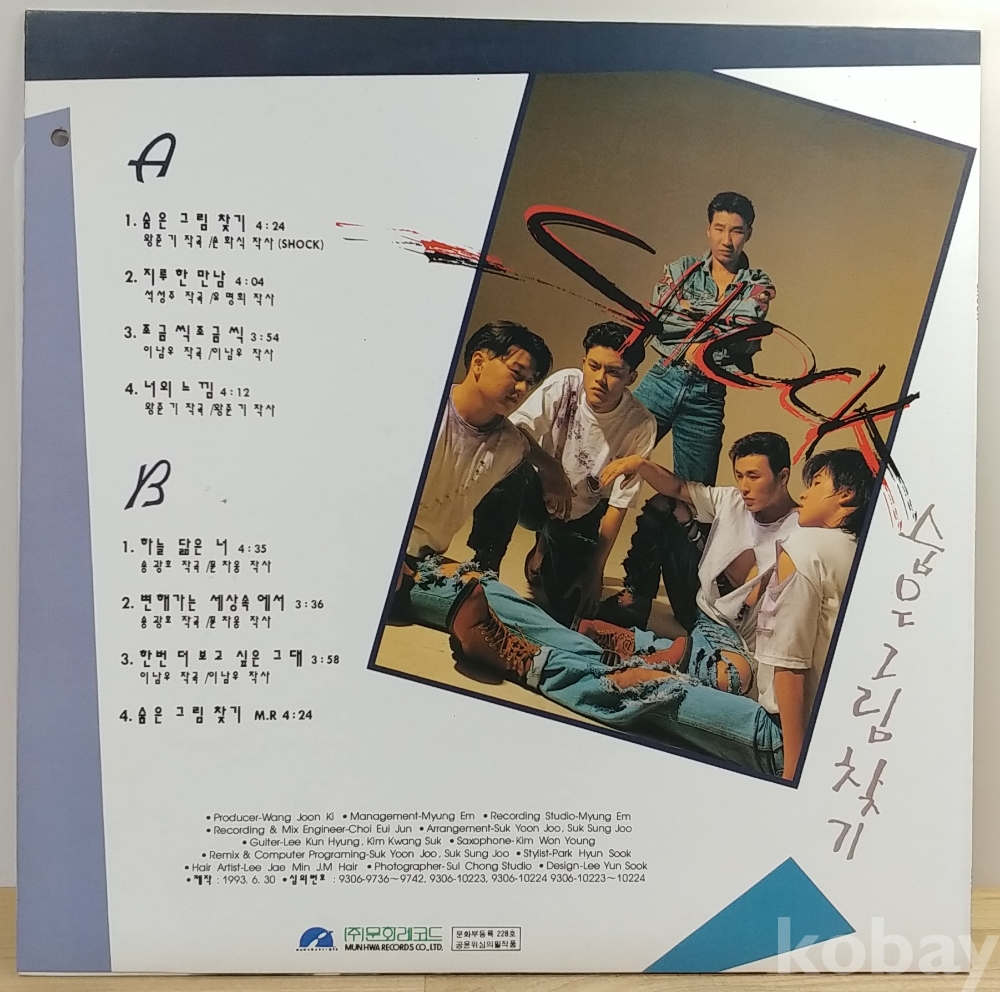 A
1. 숨은 그림 찾기 4:24
왕준기 작곡/손화식 작사(SHOCK)
2. 지루한 만남 4:04
석성주 작곡/유명희 작사
3. 조금씩조금씩 3:54
이남우 작곡/이남우 작사
4. 너의 느낌 4:12
왕준기 작곡/왕준기 작사
B
1. 하늘 닮은 너 4:35
송광호 작곡/문차웅 작사
2. 변해가는 세상속에서 3:36
송광호 작곡/문차웅 작사
3. 한번 더 보고 싶은 그대 3:58
이남우 작곡/이남우 작사
4. 숨은 그림 찾기 M.R 4:24
Shock
숨은그림찾기
• Producer-Wang Joon Ki • Management-Myung Em • Recording Studio-Myung Em
• Recording & Mix Engineer-Choi Eui Jun • Arrangement-Suk Yoon Joo, Suk Sung Joo
• Guiter-Lee Kun Hyung, Kim Kwang Suk • Saxophone-Kim Won Young
• Remix & Computer Programing-Suk Yoon Joo, Suk Sung Joo • Stylist-Park Hyun Sook
• Hair Artist-Lee Jae Min J.M Hair • Photographer-Sul Chong Studio • Design-Lee Yun Sook
• 제작 : 1993. 6. 30 • 심의번호 : 9306-9736~9742, 9306-10223, 9306-10224 9306-10223~10224
(주)문화레코드
MUNHWA RECORDS CO., LTD.
문화부등록 228호
공윤위심의필작품
kobay